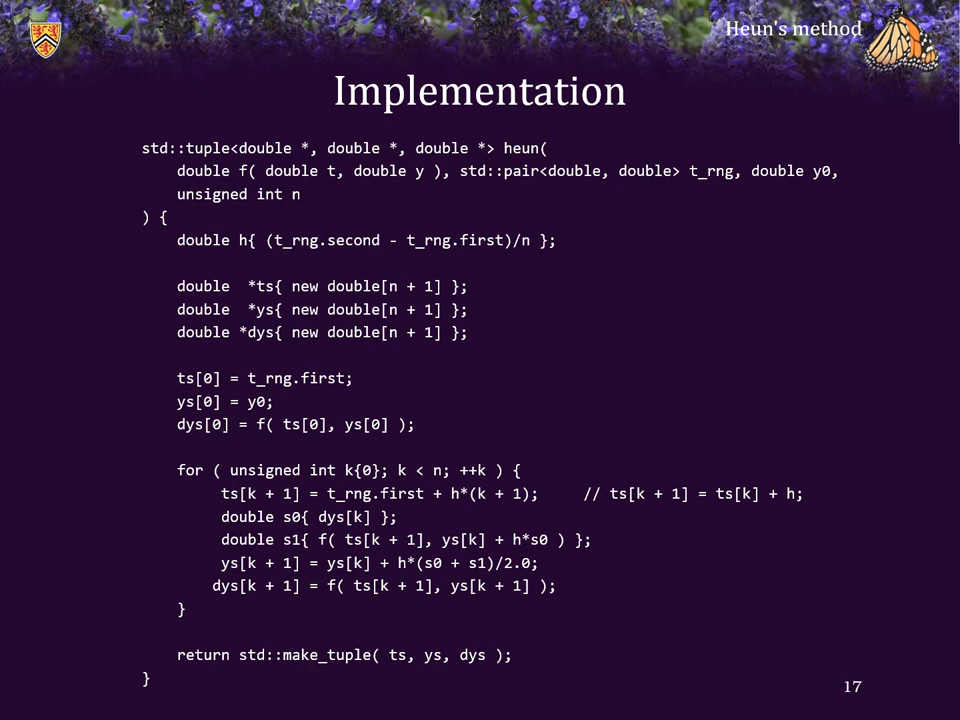 Heun's method
Implementation
std::tuple<double *, double *, double *> heun(
    double f( double t, double y ), std::pair<double, double> t_rng, double y0,
    unsigned int n
) {
    double h{ (t_rng.second - t_rng.first)/n };

    double  *ts{ new double[n + 1] };
    double  *ys{ new double[n + 1] };
    double *dys{ new double[n + 1] };

    ts[0] = t_rng.first;
    ys[0] = y0;
    dys[0] = f( ts[0], ys[0] );

    for ( unsigned int k{0}; k < n; ++k ) {
         ts[k + 1] = t_rng.first + h*(k + 1);     // ts[k + 1] = ts[k] + h;
         double s0{ dys[k] };
         double s1{ f( ts[k + 1], ys[k] + h*s0 ) };
         ys[k + 1] = ys[k] + h*(s0 + s1)/2.0;
        dys[k + 1] = f( ts[k + 1], ys[k + 1] );
    }

    return std::make_tuple( ts, ys, dys );
}
17